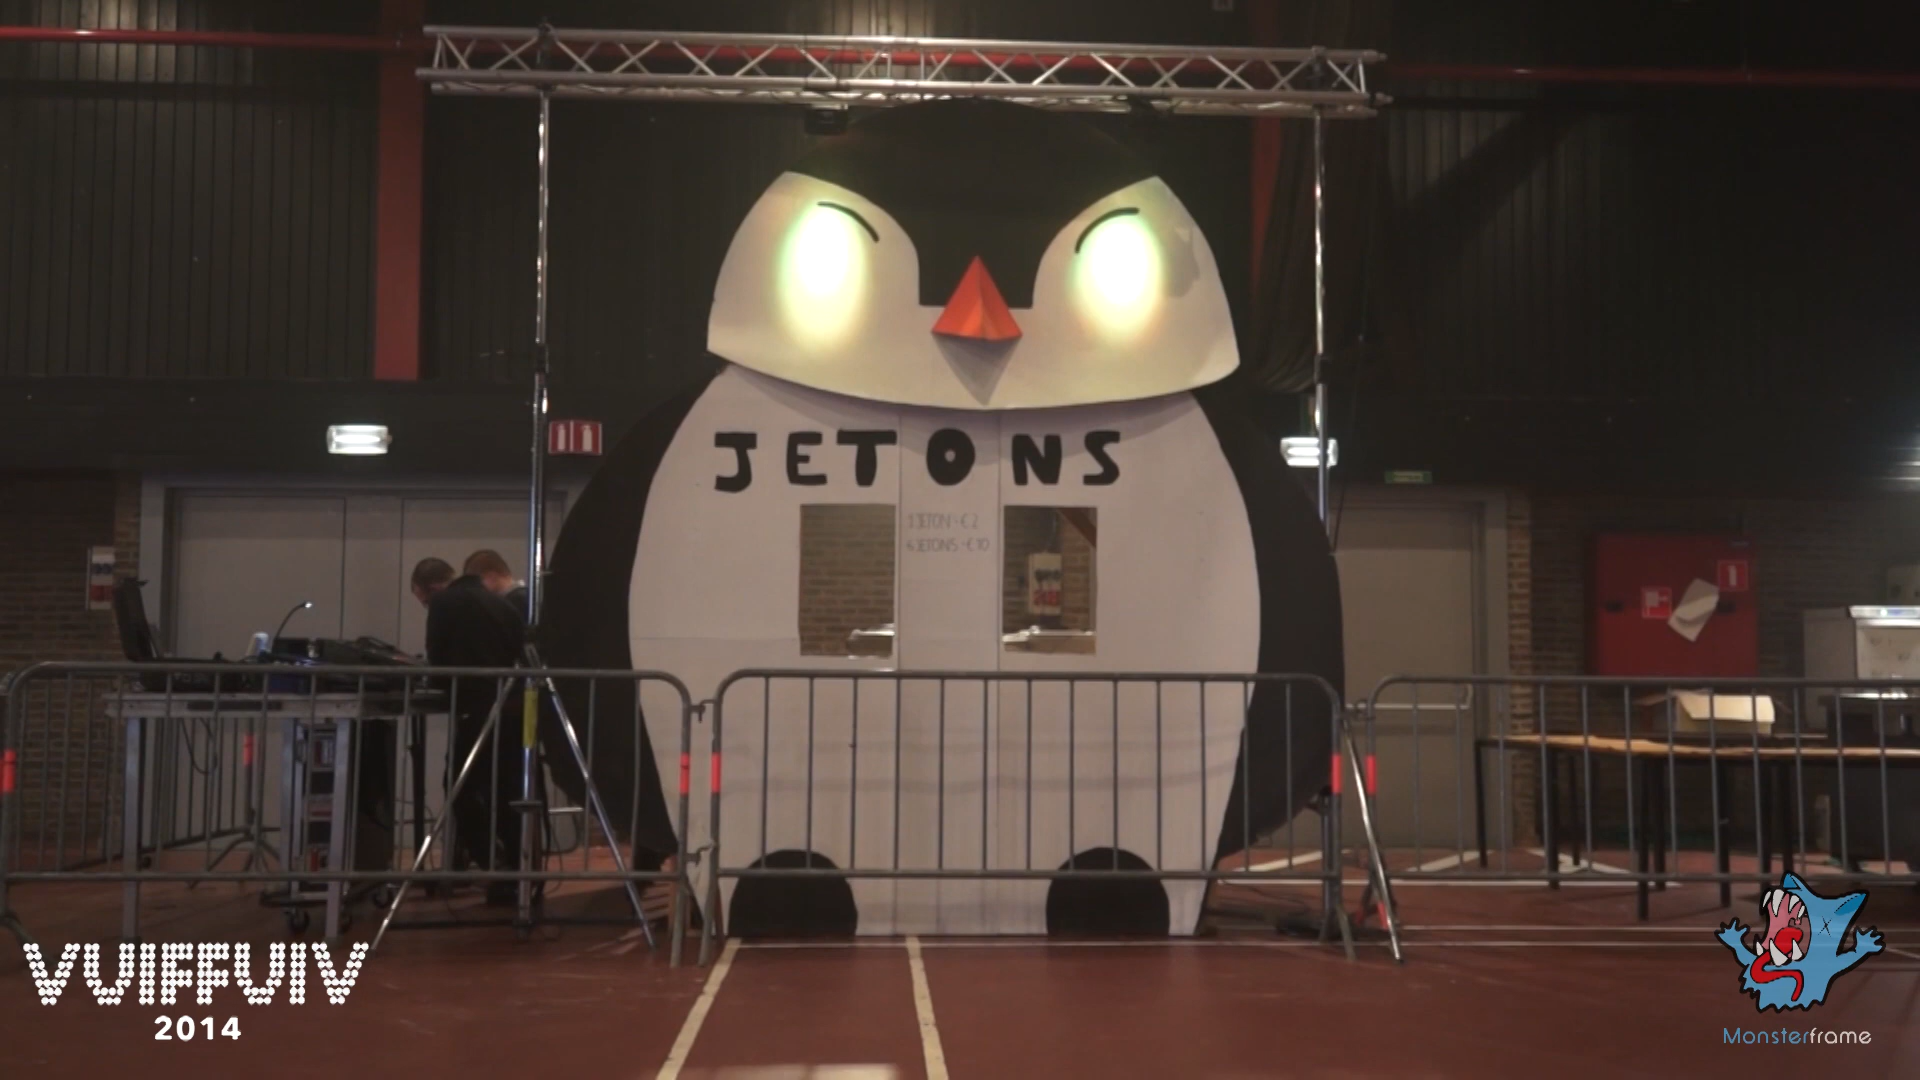 JETONS
1 JETON - € 2
6 JETONS - € 10
VUIFFUIV
2014
Monsterframe